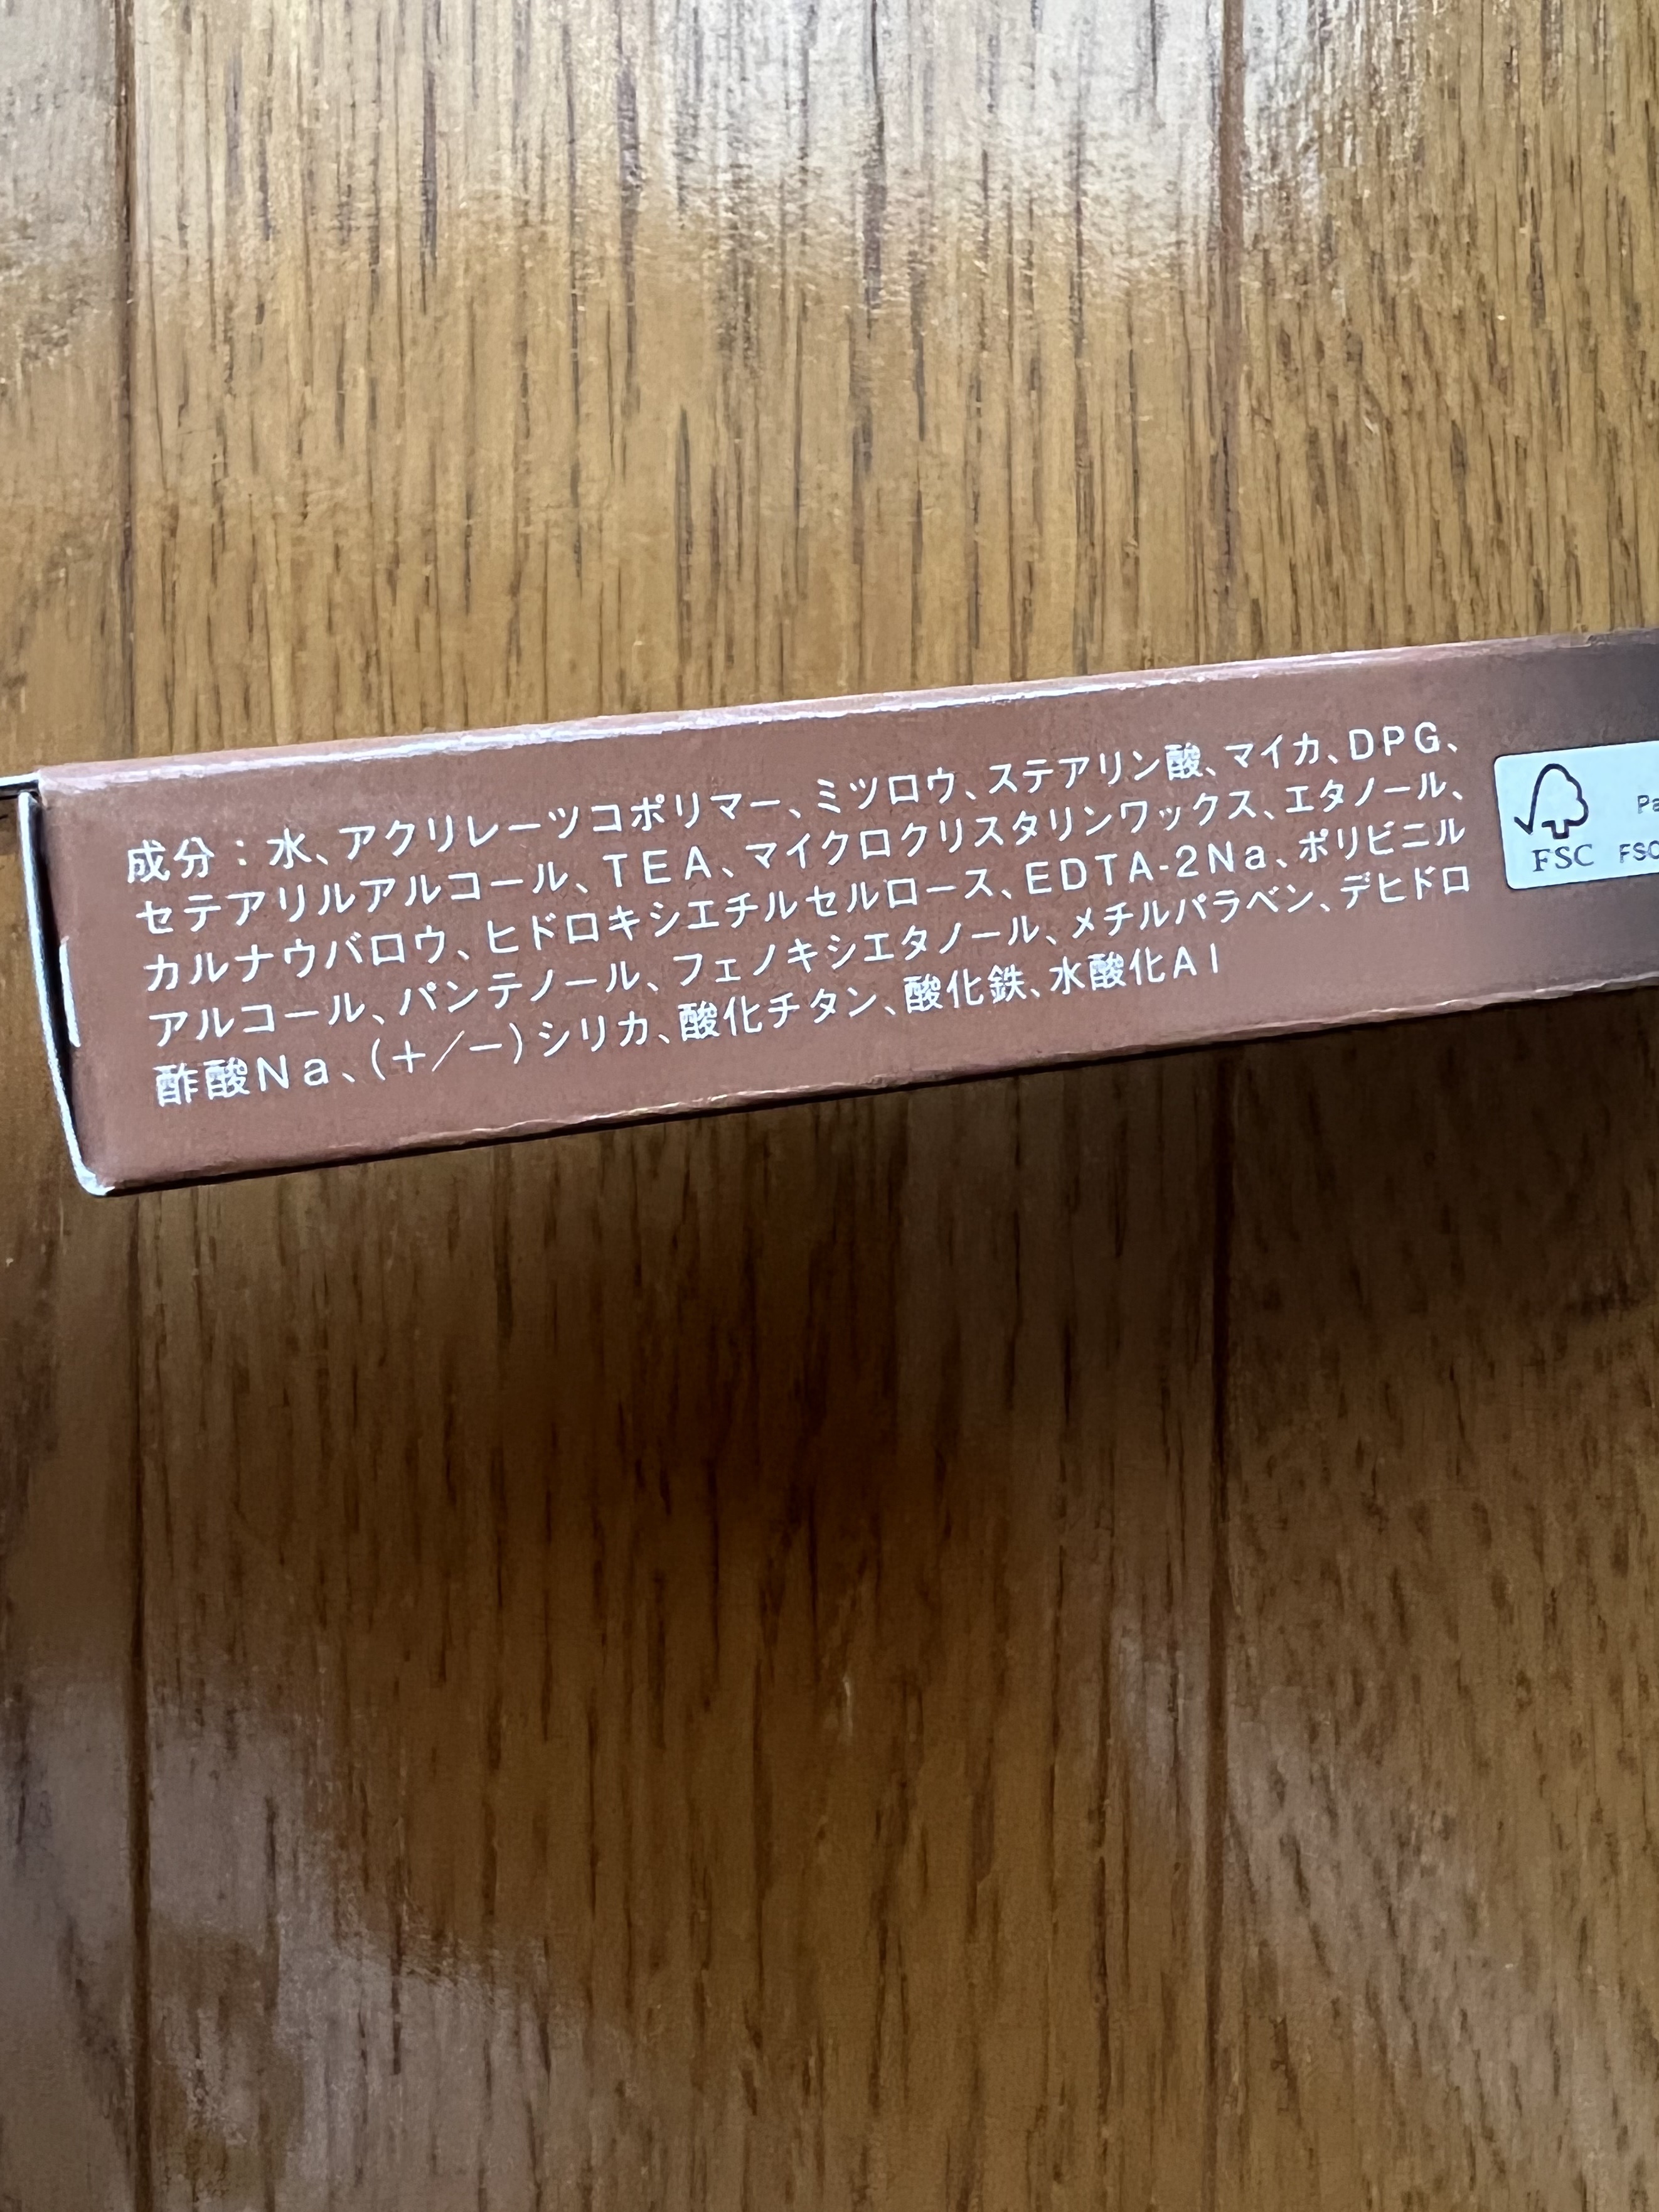 成分：水、アクリレーツコポリマー、ミツロウ、ステアリン酸、マイカ、DPG、
セテアリルアルコール、TEA、マイクロクリスタリンワックス、エタノール、
カルナウバロウ、ヒドロキシエチルセルロース、EDTA-2Na、ポリビニル
アルコール、パンテノール、フェノキシエタノール、メチルパラベン、デヒドロ
酢酸Na、(＋／－)シリカ、酸化チタン、酸化鉄、水酸化Al
FSC